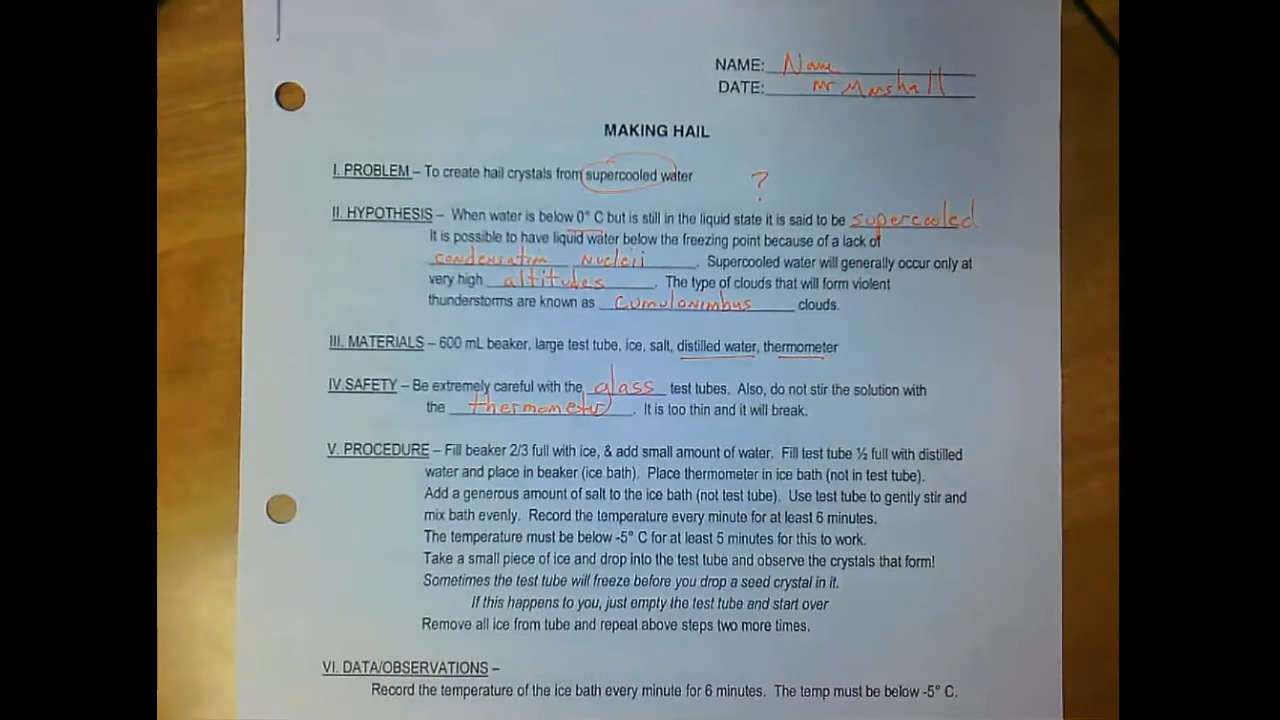 NAME: Name
DATE: Mr Marshall
MAKING HAIL
I. PROBLEM – To create hail crystals from supercooled water
?
II. HYPOTHESIS – When water is below 0° C but is still in the liquid state it is said to be supercooled
It is possible to have liquid water below the freezing point because of a lack of
condensation nucleii. Supercooled water will generally occur only at
very high altitudes. The type of clouds that will form violent
thunderstorms are known as cumulonimbus clouds.
III. MATERIALS – 600 mL beaker, large test tube, ice, salt, distilled water, thermometer
IV.SAFETY – Be extremely careful with the glass test tubes. Also, do not stir the solution with
the thermometer. It is too thin and it will break.
V. PROCEDURE – Fill beaker 2/3 full with ice, & add small amount of water. Fill test tube ½ full with distilled
water and place in beaker (ice bath). Place thermometer in ice bath (not in test tube).
Add a generous amount of salt to the ice bath (not test tube). Use test tube to gently stir and
mix bath evenly. Record the temperature every minute for at least 6 minutes.
The temperature must be below -5° C for at least 5 minutes for this to work.
Take a small piece of ice and drop into the test tube and observe the crystals that form!
Sometimes the test tube will freeze before you drop a seed crystal in it.
If this happens to you, just empty the test tube and start over
Remove all ice from tube and repeat above steps two more times.
VI. DATA/OBSERVATIONS –
Record the temperature of the ice bath every minute for 6 minutes. The temp must be below -5° C.